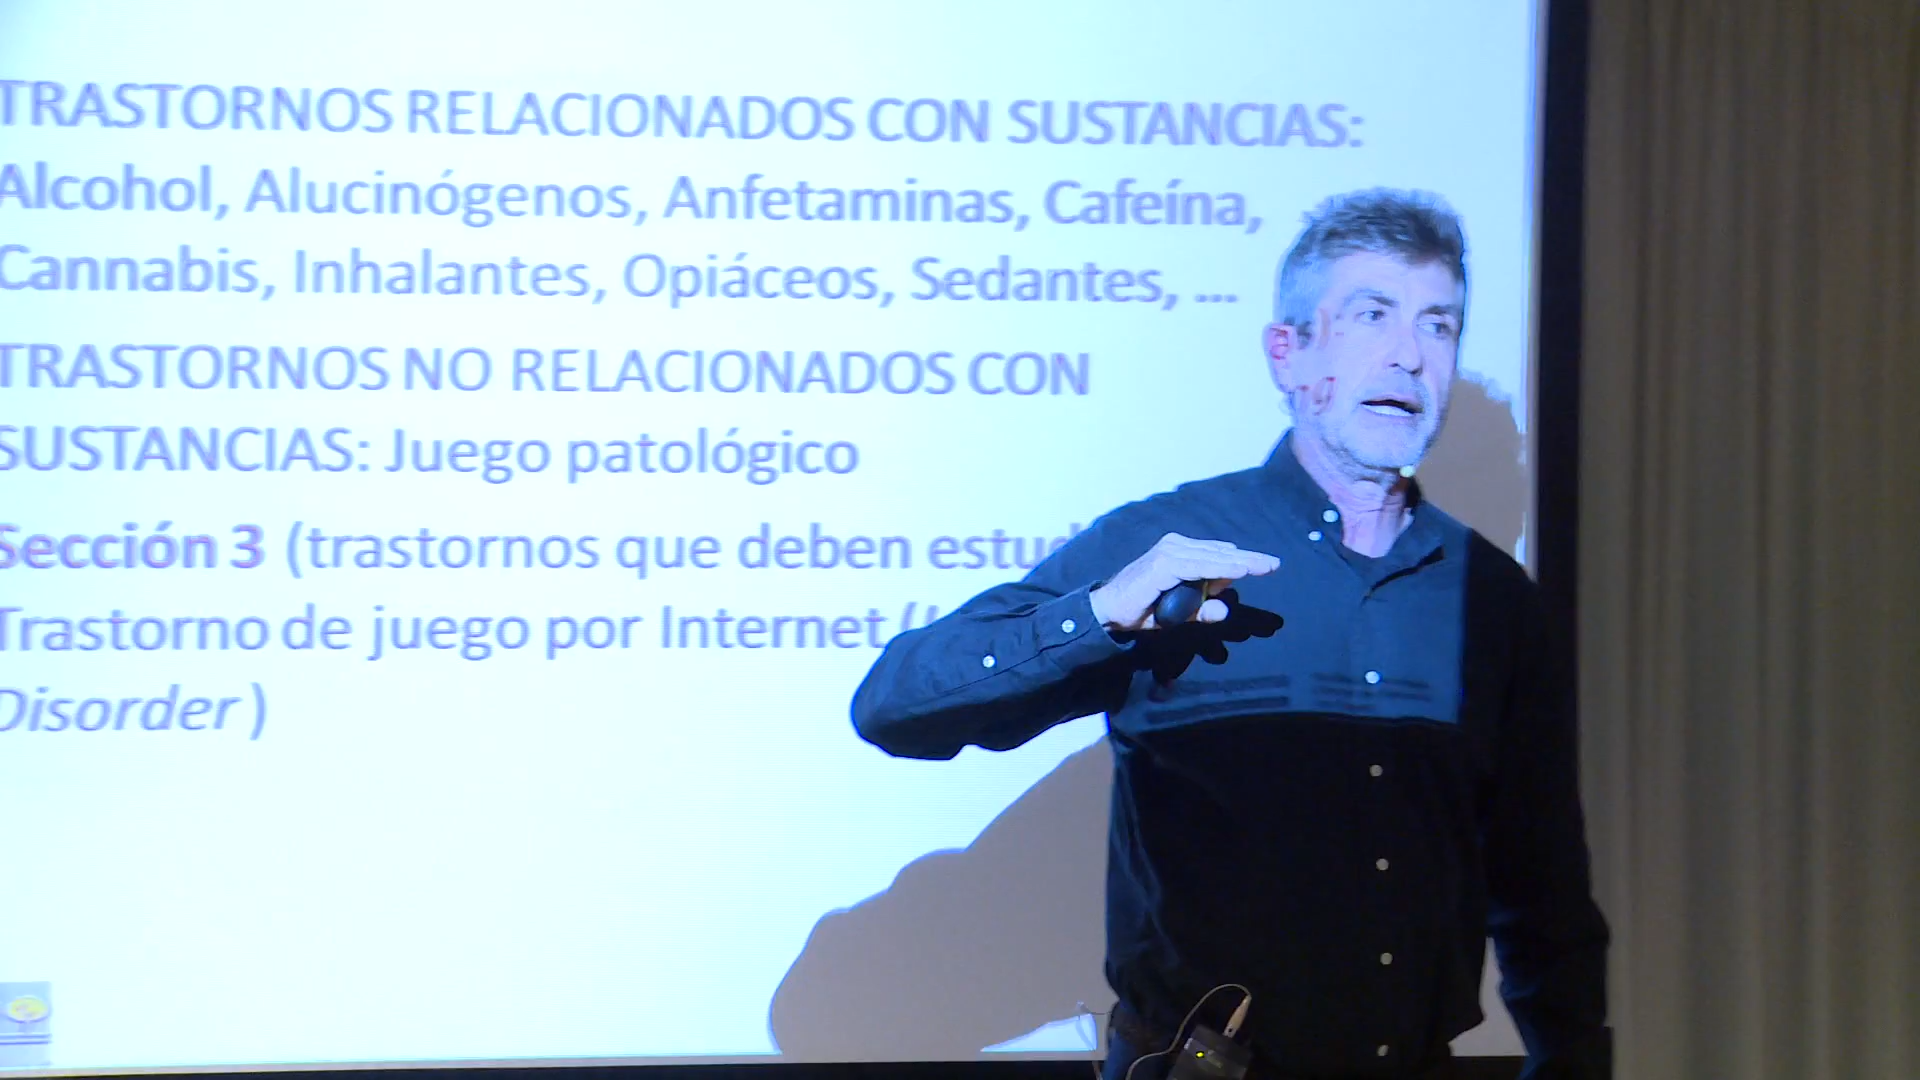 TRASTORNOS RELACIONADOS CON SUSTANCIAS:
Alcohol, Alucinógenos, Anfetaminas, Cafeína,
Cannabis, Inhalantes, Opiáceos, Sedantes, ...
TRASTORNOS NO RELACIONADOS CON
SUSTANCIAS: Juego patológico
Sección 3 (trastornos que deben
Trastorno de juego por Internet (
Disorder)